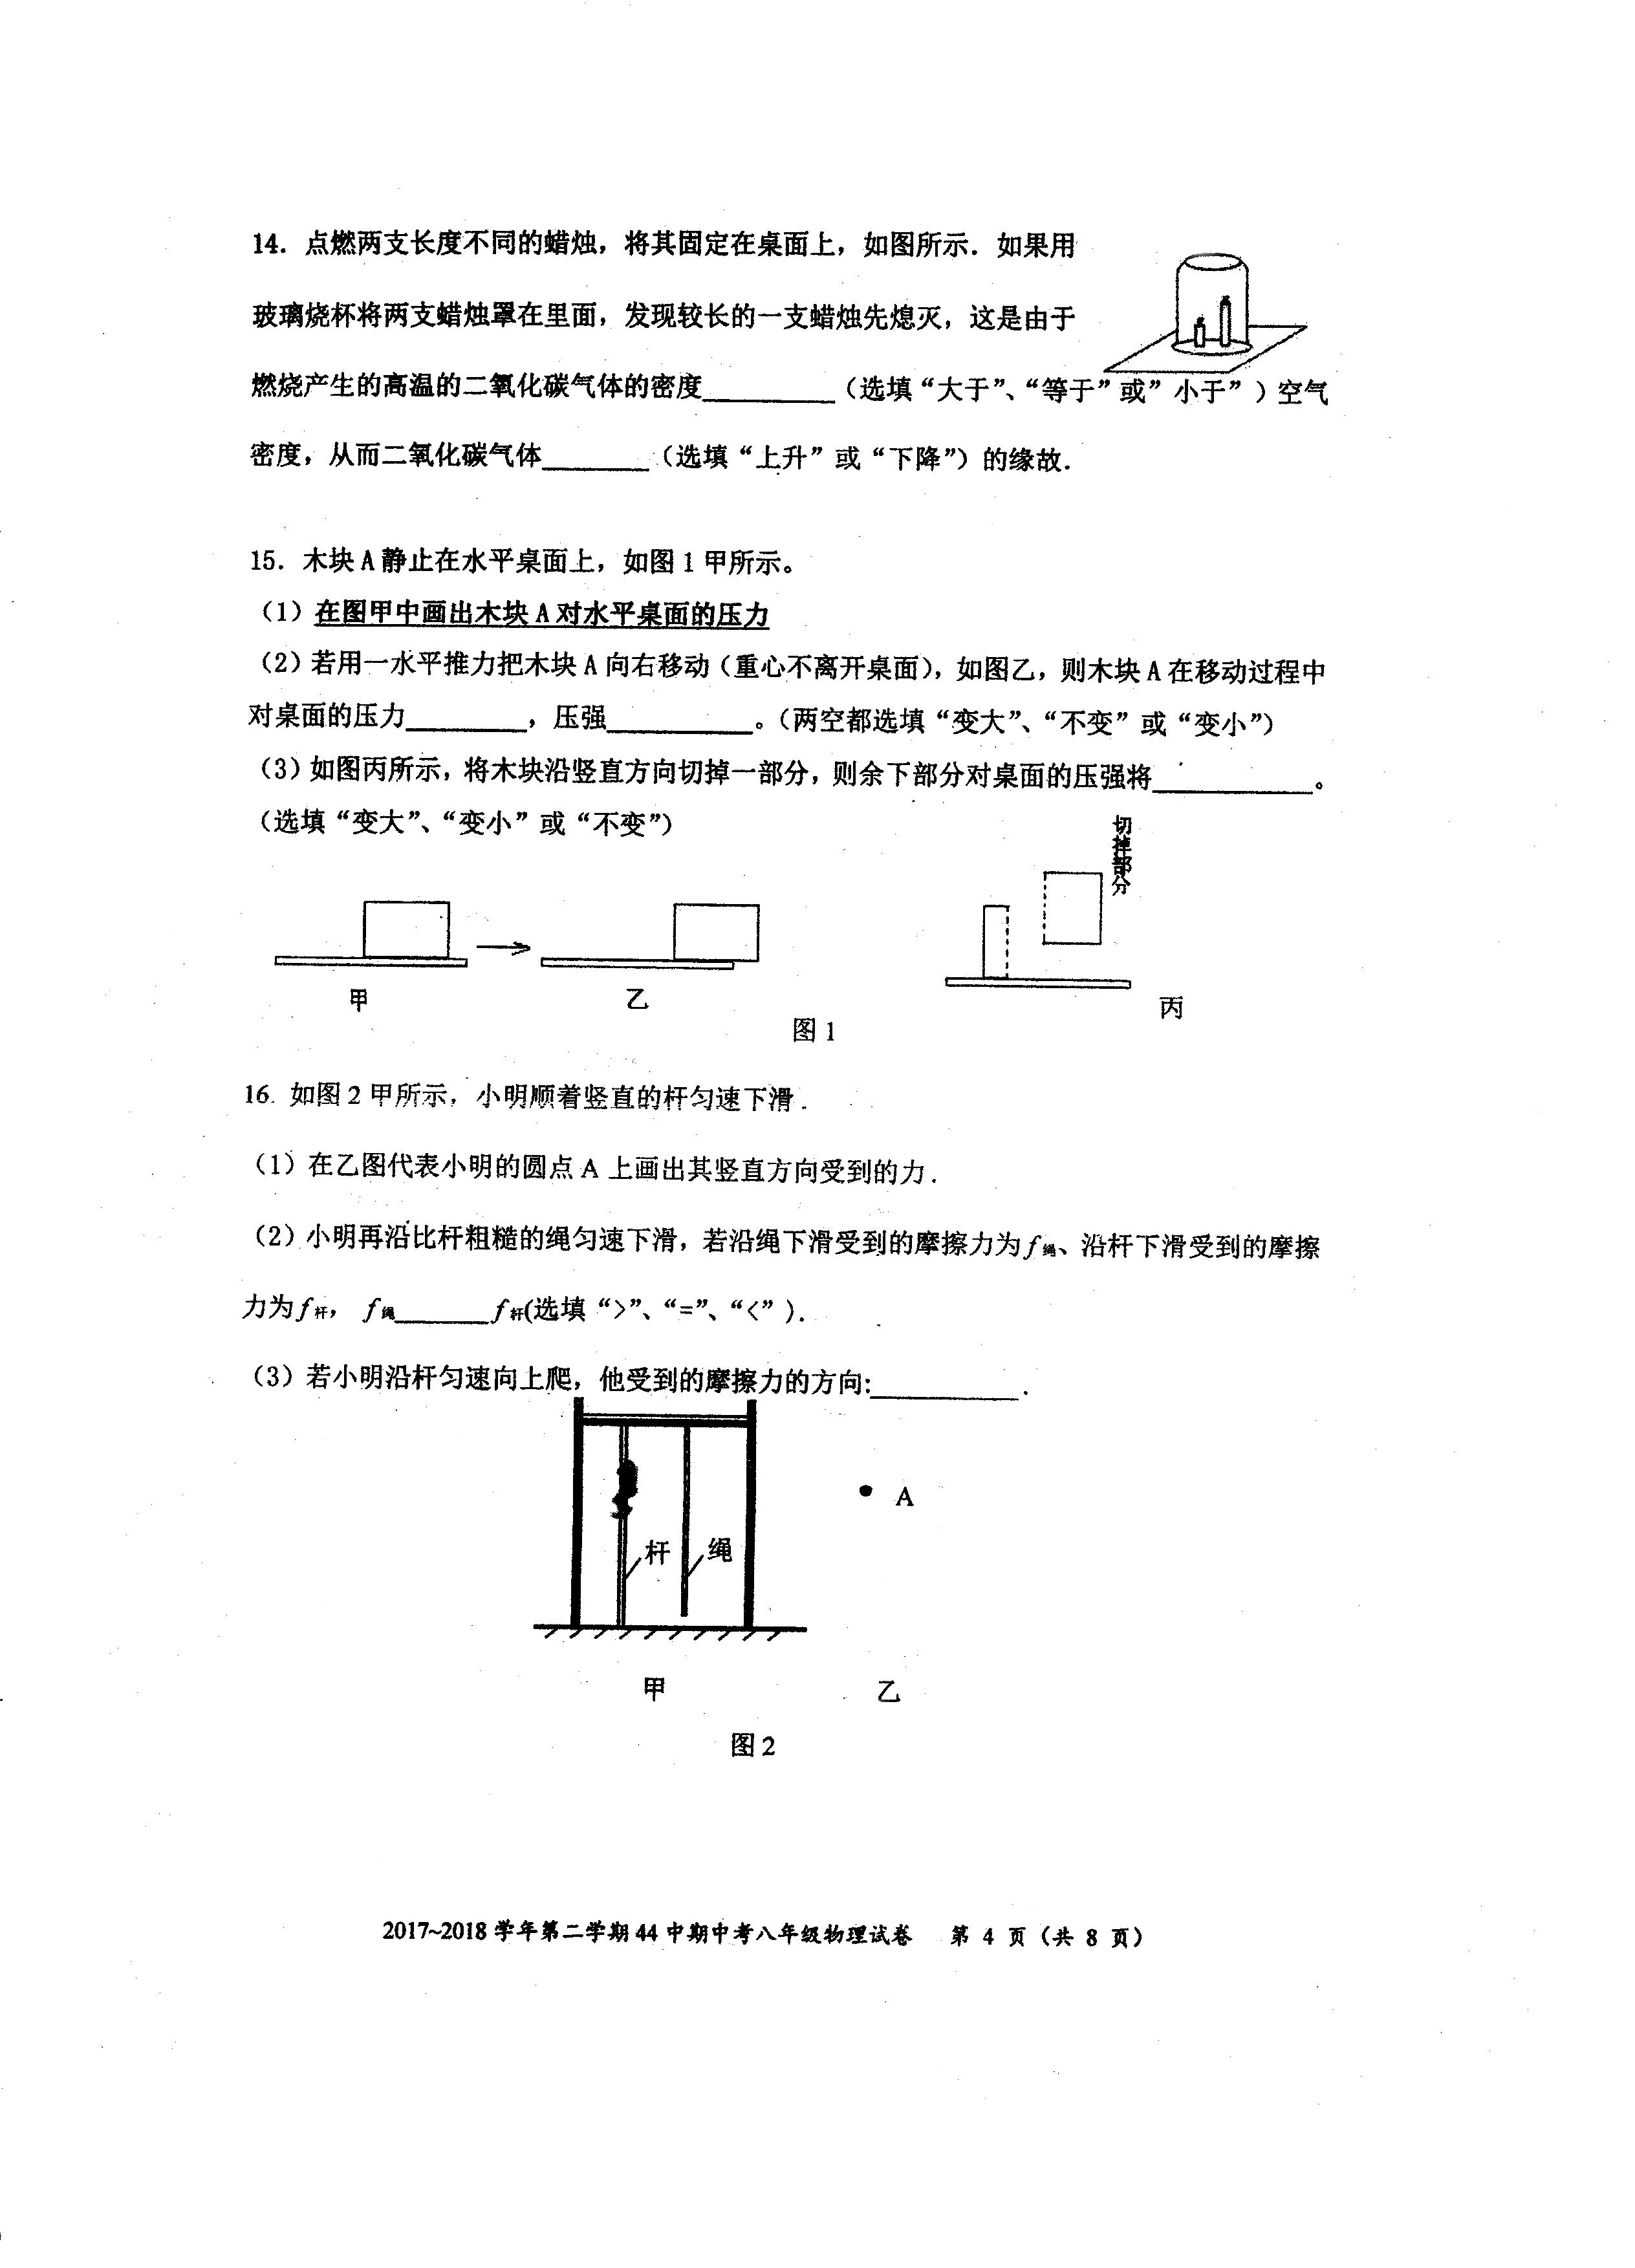 14．点燃两支长度不同的蜡烛，将其固定在桌面上，如图所示．如果用
玻璃烧杯将两支蜡烛罩在里面，发现较长的一支蜡烛先熄灭，这是由于
燃烧产生的高温的二氧化碳气体的密度__________（选填“大于”、“等于”或”小于”）空气
密度，从而二氧化碳气体________（选填“上升”或“下降”）的缘故．
15．木块A静止在水平桌面上，如图1甲所示。
（1）在图甲中画出木块A对水平桌面的压力
（2）若用一水平推力把木块A向右移动（重心不离开桌面），如图乙，则木块A在移动过程中
对桌面的压力_________，压强___________。（两空都选填“变大”、“不变”或“变小”）
（3）如图丙所示，将木块沿竖直方向切掉一部分，则余下部分对桌面的压强将____________。
（选填“变大”、“变小”或“不变”）
切掉部分
甲
乙
丙
图1
16. 如图2甲所示，小明顺着竖直的杆匀速下滑．
（1）在乙图代表小明的圆点A上画出其竖直方向受到的力．
（2）小明再沿比杆粗糙的绳匀速下滑，若沿绳下滑受到的摩擦力为f绳、沿杆下滑受到的摩擦
力为f杆，f绳_______f杆(选填“>”、“=”、“<”）．
（3）若小明沿杆匀速向上爬，他受到的摩擦力的方向:___________．
A
杆
绳
甲
乙
图2
2017~2018学年第二学期44中期中考八年级物理试卷 第 4 页（共 8 页）